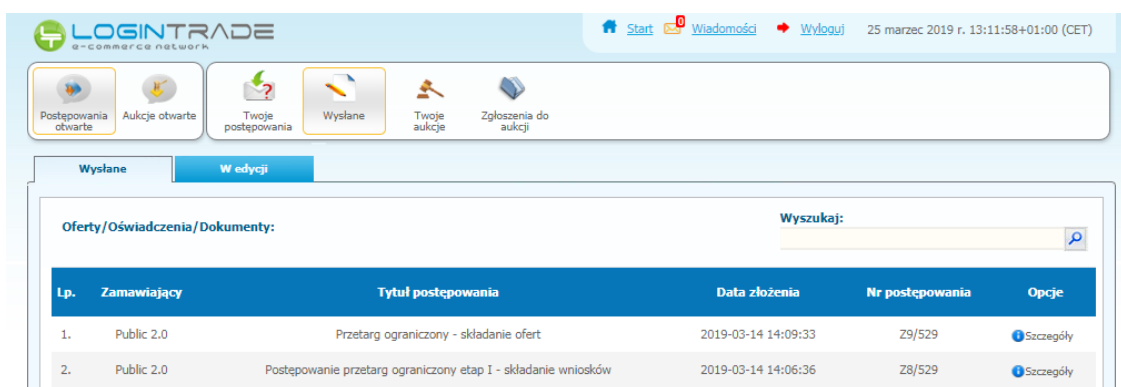 LOGINTRADE
e-commerce network
Start 0 Wiadomości Wyloguj 25 marzec 2019 r. 13:11:58+01:00 (CET)
Postępowania otwarte
Aukcje otwarte
Twoje postępowania
Wysłane
Twoje aukcje
Zgłoszenia do aukcji
Wysłane W edycji
Oferty/Oświadczenia/Dokumenty:
Wyszukaj:
Lp. Zamawiający Tytuł postępowania Data złożenia Nr postępowania Opcje
1. Public 2.0 Przetarg ograniczony - składanie ofert 2019-03-14 14:09:33 Z9/529 Szczegóły
2. Public 2.0 Postępowanie przetarg ograniczony etap I - składanie wniosków 2019-03-14 14:06:36 Z8/529 Szczegóły